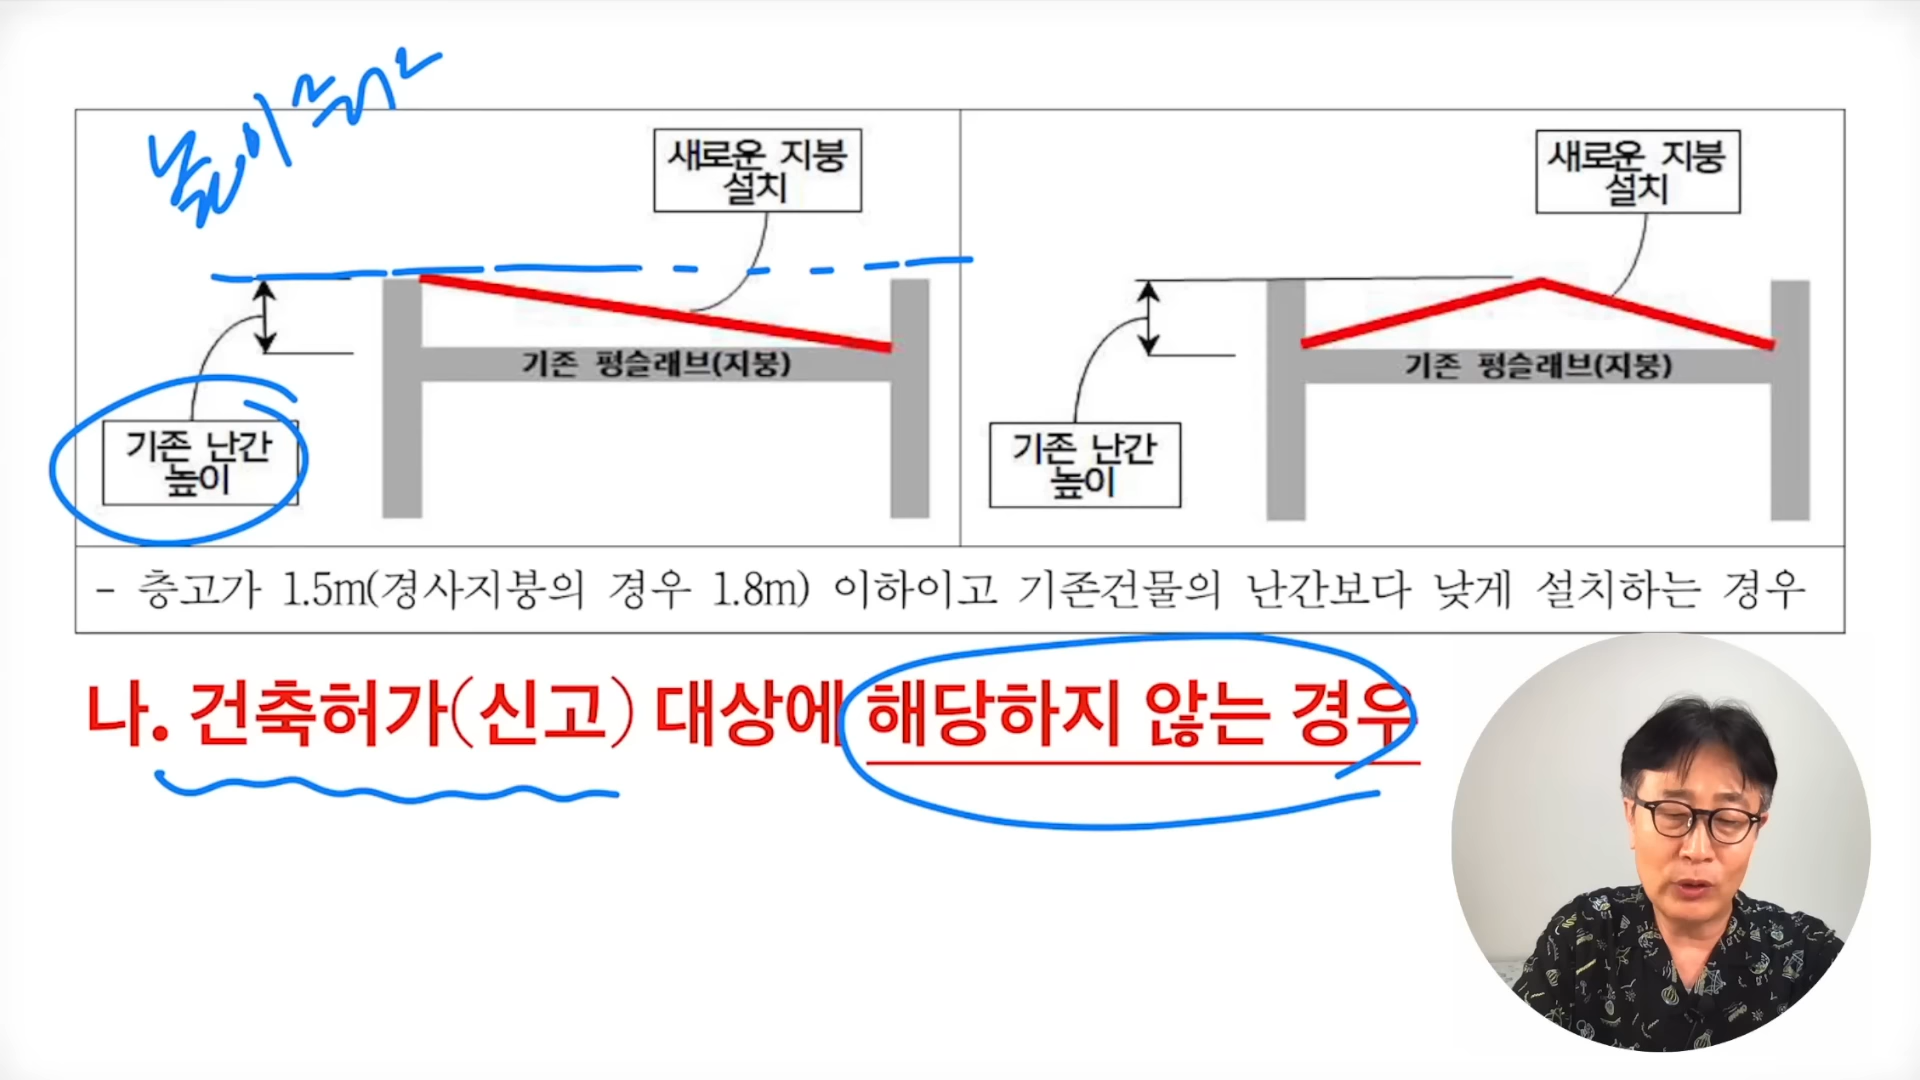 높이
새로운 지붕
설치
새로운 지붕
설치
기존 평슬래브(지붕)
기존 평슬래브(지붕)
기존 난간
높이
기존 난간
높이
- 층고가 1.5m(경사지붕의 경우 1.8m) 이하이고 기존건물의 난간보다 낮게 설치하는 경우
나. 건축허가(신고) 대상에 해당하지 않는 경우